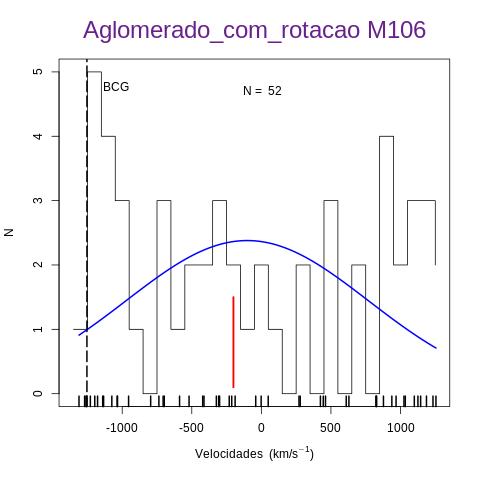 Aglomerado_com_rotacao M106
BCG
N = 52
5
4
3
2
1
0
N
-1000 -500 0 500 1000
Velocidades (km/s⁻¹)